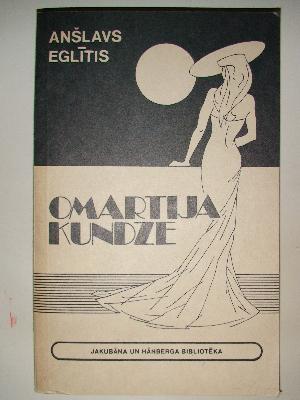 ANŠLAVS
EGLĪTIS
OMARTIJA
KUNDZE
JAKUBĀNA UN HĀNBERGA BIBLIOTĒKA